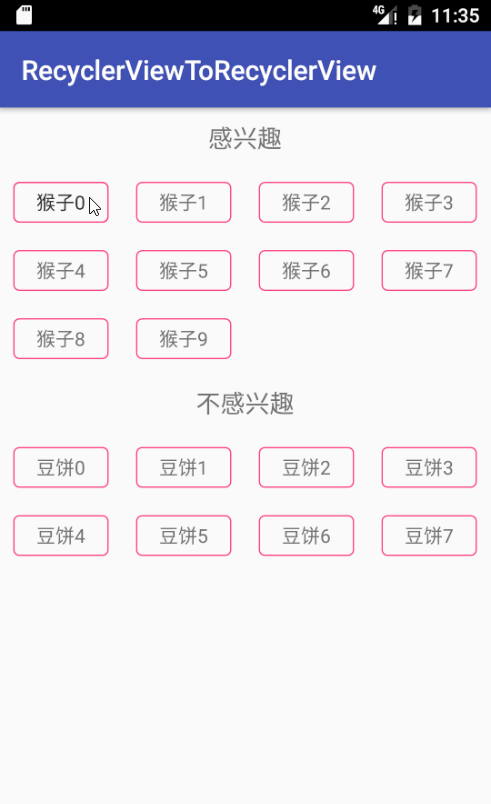 4G 11:35
RecyclerViewToRecyclerView
感兴趣
猴子0 猴子1 猴子2 猴子3
猴子4 猴子5 猴子6 猴子7
猴子8 猴子9
不感兴趣
豆饼0 豆饼1 豆饼2 豆饼3
豆饼4 豆饼5 豆饼6 豆饼7